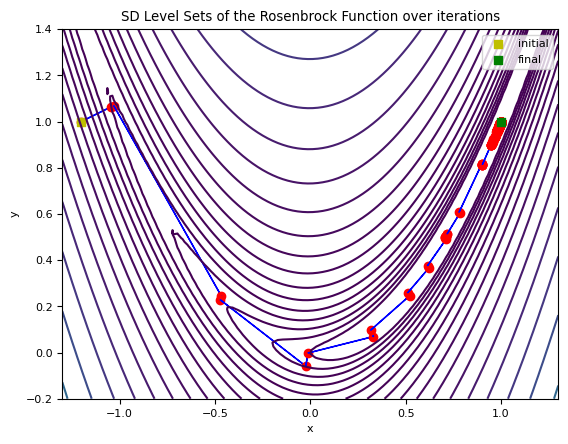 SD Level Sets of the Rosenbrock Function over iterations
initial
final
1.4
1.2
1.0
0.8
0.6
0.4
0.2
0.0
−0.2
y
−1.0
−0.5
0.0
0.5
1.0
x